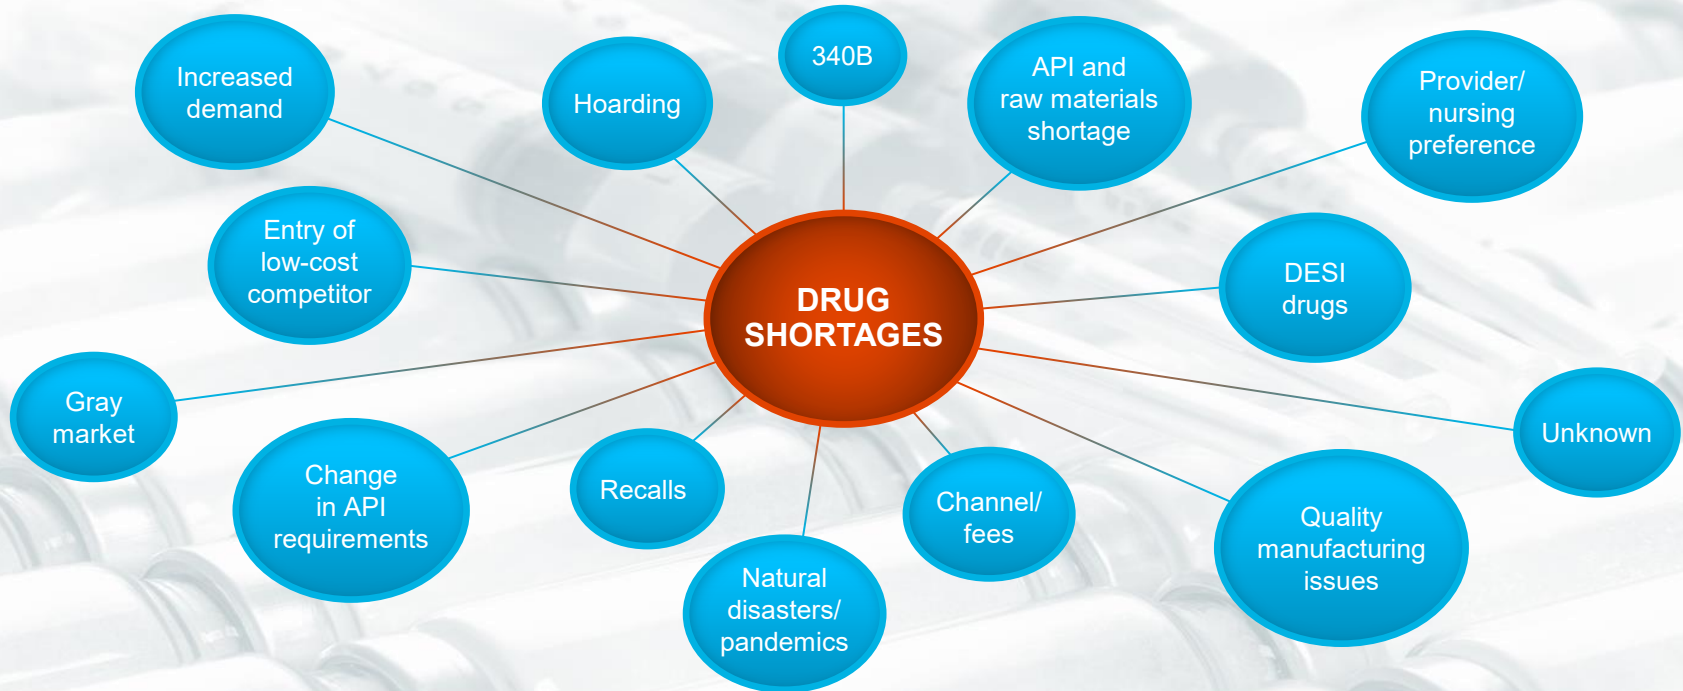 340B
Increased
demand
Hoarding
API and
raw materials
shortage
Provider/
nursing
preference
Entry of
low-cost
competitor
DRUG
SHORTAGES
DESI
drugs
Gray
market
Unknown
Change
in API
requirements
Recalls
Channel/
fees
Quality
manufacturing
issues
Natural
disasters/
pandemics